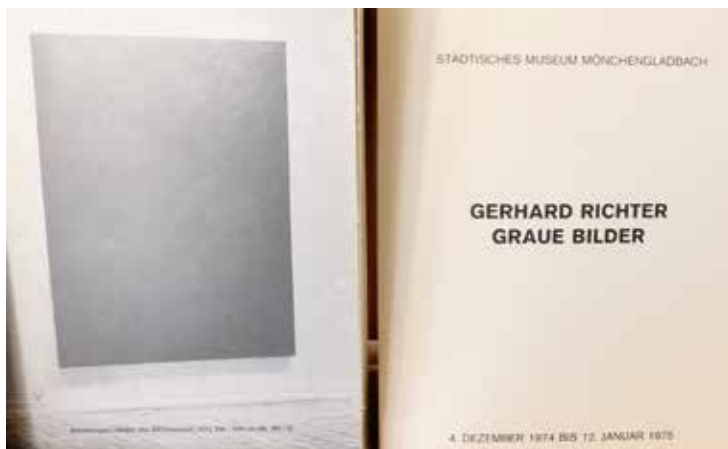 STÄDTISCHES MUSEUM MÖNCHENGLADBACH
GERHARD RICHTER
GRAUE BILDER
4. DEZEMBER 1974 BIS 12. JANUAR 1975